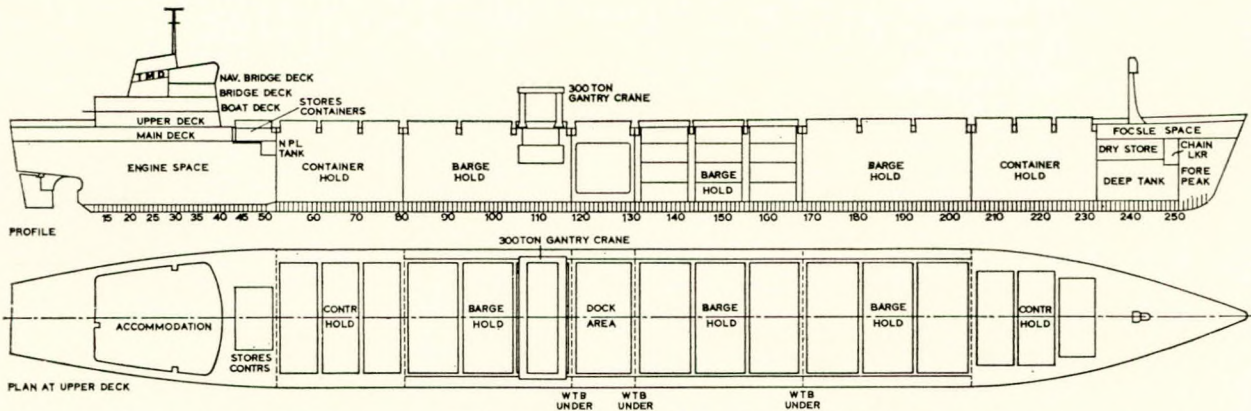 TMD
NAV. BRIDGE DECK
BRIDGE DECK
BOAT DECK
UPPER DECK
MAIN DECK
STORES
CONTAINERS
ENGINE SPACE
NPL
TANK
CONTAINER
HOLD
BARGE
HOLD
300 TON
GANTRY CRANE
BARGE
HOLD
BARGE
HOLD
CONTAINER
HOLD
FOCSLE SPACE
DRY STORE
CHAIN
LKR
DEEP TANK
FORE
PEAK
15 20 25 30 35 40 45 50 60 70 80 90 100 110 120 130 140 150 160 170 180 190 200 210 220 230 240 250
PROFILE
300 TON GANTRY CRANE
ACCOMMODATION
STORES
CONTRS
CONTR
HOLD
BARGE
HOLD
DOCK
AREA
BARGE
HOLD
BARGE
HOLD
CONTR
HOLD
PLAN AT UPPER DECK
WTB
UNDER
WTB
UNDER
WTB
UNDER